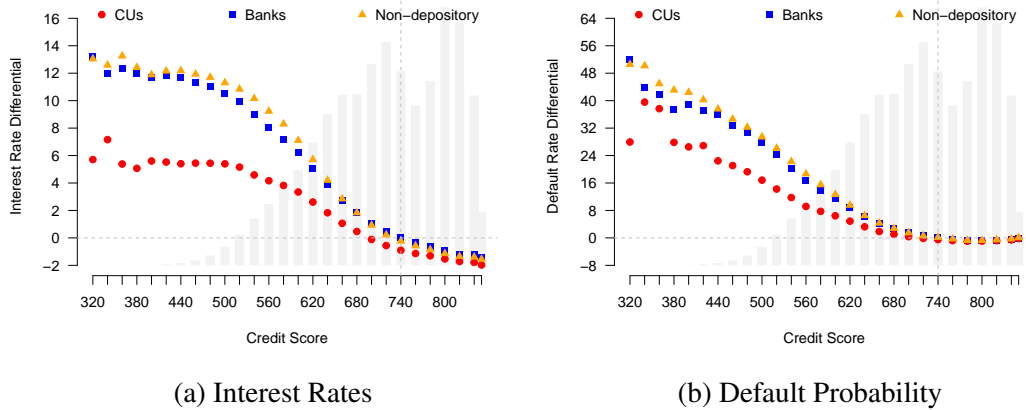 CUs Banks Non-depository
16
14
12
10
8
6
4
2
0
−2
Interest Rate Differential
320 380 440 500 560 620 680 740 800
Credit Score
(a) Interest Rates
CUs Banks Non-depository
64
56
48
40
32
24
16
8
0
−8
Default Rate Differential
320 380 440 500 560 620 680 740 800
Credit Score
(b) Default Probability